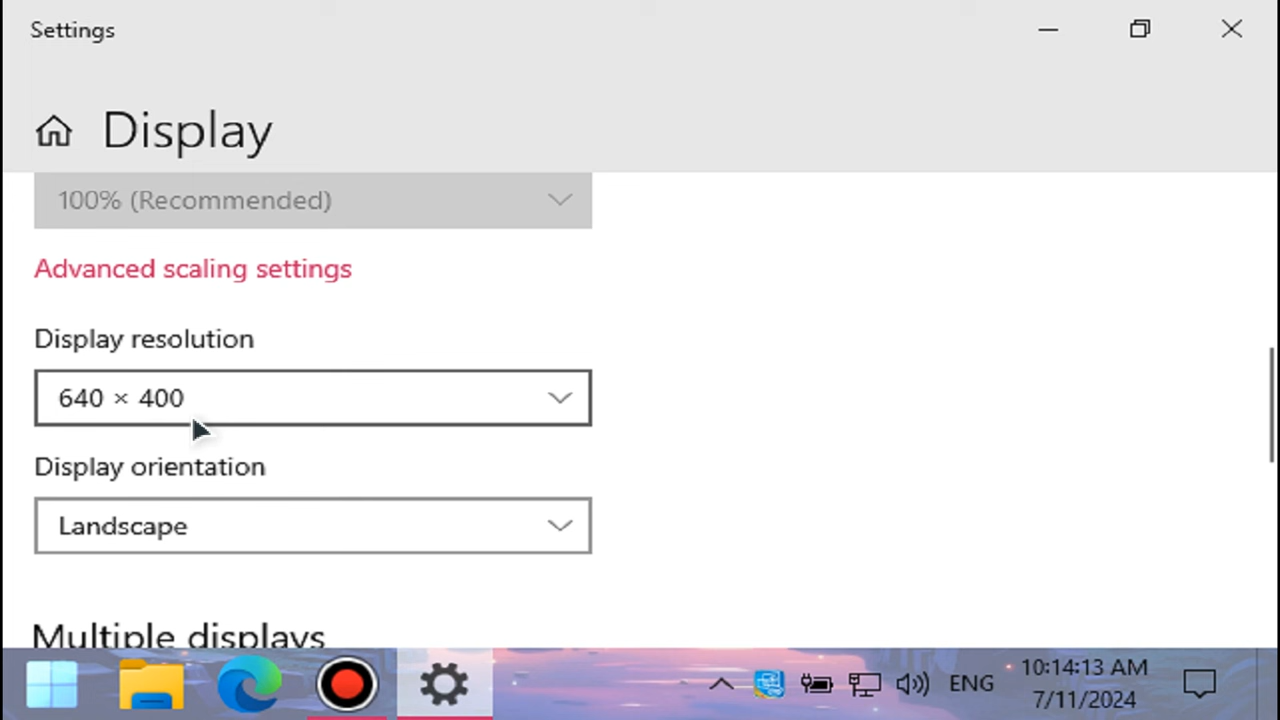 Settings
Display
100% (Recommended)
Advanced scaling settings
Display resolution
640 × 400
Display orientation
Landscape
Multiple displays
ENG
10:14:13 AM
7/11/2024